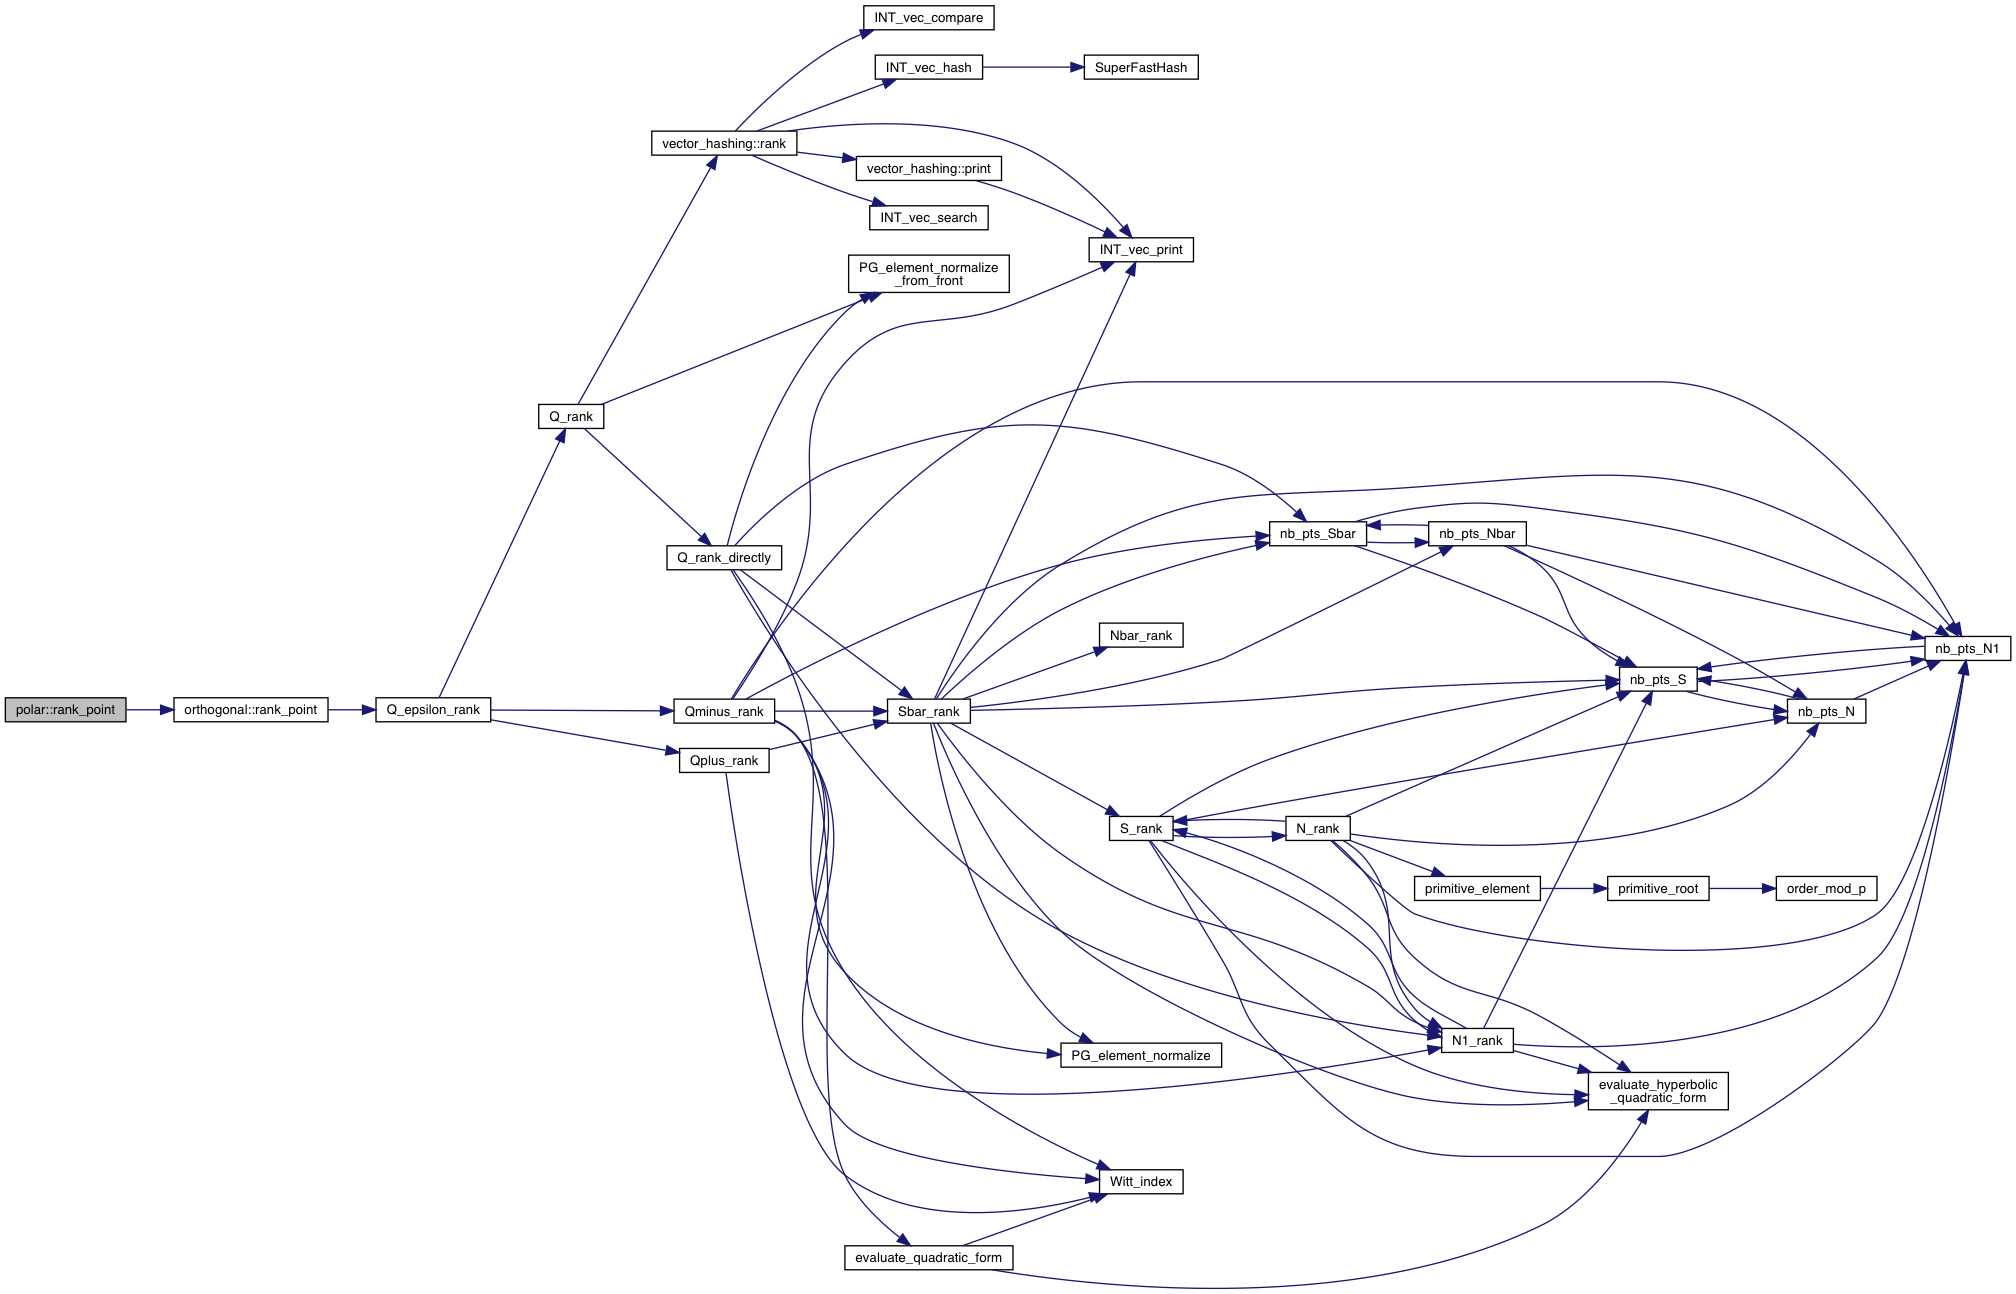 INT_vec_compare
INT_vec_hash
SuperFastHash
vector_hashing::rank
vector_hashing::print
INT_vec_search
INT_vec_print
PG_element_normalize
_from_front
Q_rank
nb_pts_Sbar
nb_pts_Nbar
Q_rank_directly
Nbar_rank
nb_pts_N1
nb_pts_S
polar::rank_point
orthogonal::rank_point
Q_epsilon_rank
Qminus_rank
Sbar_rank
nb_pts_N
Qplus_rank
S_rank
N_rank
primitive_element
primitive_root
order_mod_p
N1_rank
PG_element_normalize
evaluate_hyperbolic
_quadratic_form
Witt_index
evaluate_quadratic_form